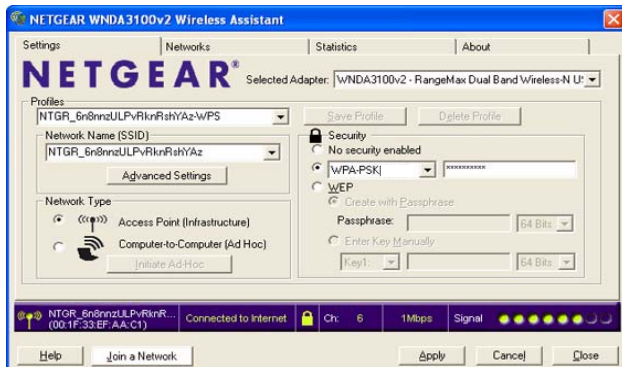 NETGEAR WNDA3100v2 Wireless Assistant
Settings Networks Statistics About
NETGEAR® Selected Adapter: WNDA3100v2 - RangeMax Dual Band Wireless-N U
Profiles
NTGR_6n8nnzULPvRknRshYAz-WPS Save Profile Delete Profile
Network Name (SSID)
NTGR_6n8nnzULPvRknRshYAz
Advanced Settings
Security
No security enabled
WPA-PSK **********
WEP
Create with Passphrase
Passphrase: 64 Bits
Enter Key Manually
Key1: 64 Bits
Network Type
Access Point (Infrastructure)
Computer-to-Computer (Ad Hoc)
Initiate Ad-Hoc
NTGR_6n8nnzULPvRknR...
(00:1F:33:EF:AA:C1)
Connected to Internet Ch: 6 1Mbps Signal
Help Join a Network Apply Cancel Close